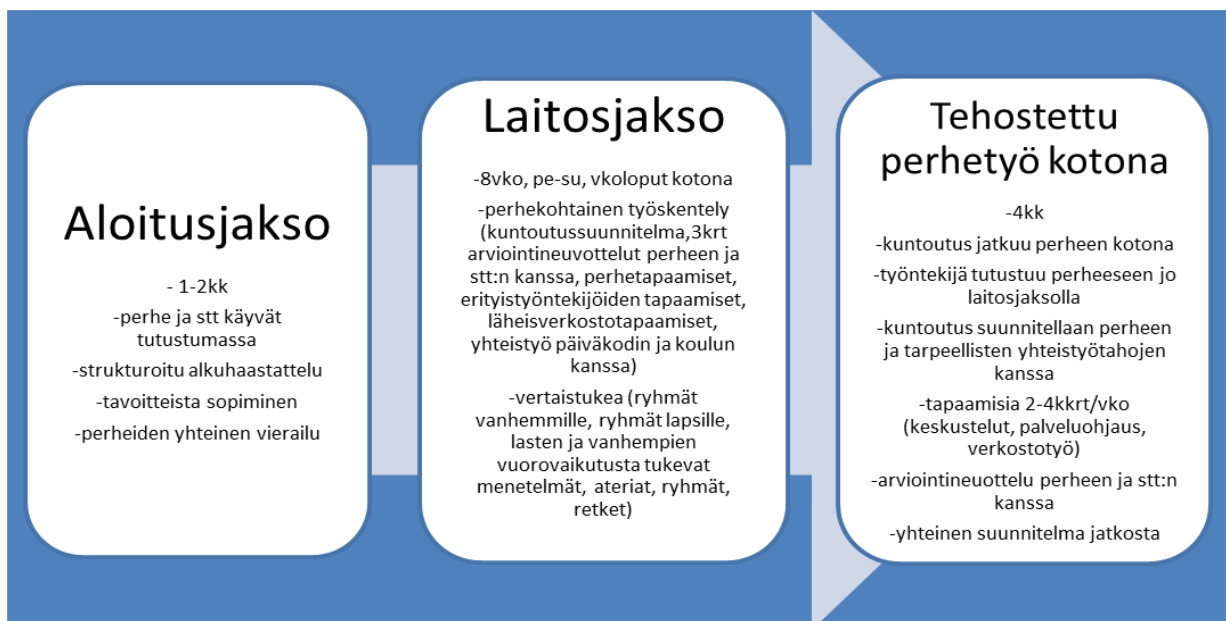 Aloitusjakso
- 1-2kk
-perhe ja stt käyvät
tutustumassa
-strukturoitu alkuhaastattelu
-tavoitteista sopiminen
-perheiden yhteinen vierailu
Laitosjakso
-8vko, pe-su, vkoloput kotona
-perhekohtainen työskentely
(kuntoutussuunnitelma,3krt
arviointineuvottelut perheen ja
stt:n kanssa, perhetapaamiset,
erityistyöntekijöiden tapaamiset,
läheisverkostotapaamiset,
yhteistyö päiväkodin ja koulun
kanssa)
-vertaistukea (ryhmät
vanhemmille, ryhmät lapsille,
lasten ja vanhempien
vuorovaikutusta tukevat
menetelmät, ateriat, ryhmät,
retket)
Tehostettu
perhetyö kotona
-4kk
-kuntoutus jatkuu perheen kotona
-työntekijä tutustuu perheeseen jo
laitosjaksolla
-kuntoutus suunnitellaan perheen
ja tarpeellisten yhteistyötahojen
kanssa
-tapaamisia 2-4kkrt/vko
(keskustelut, palveluohjaus,
verkostotyö)
-arviointineuottelu perheen ja stt:n
kanssa
-yhteinen suunnitelma jatkosta